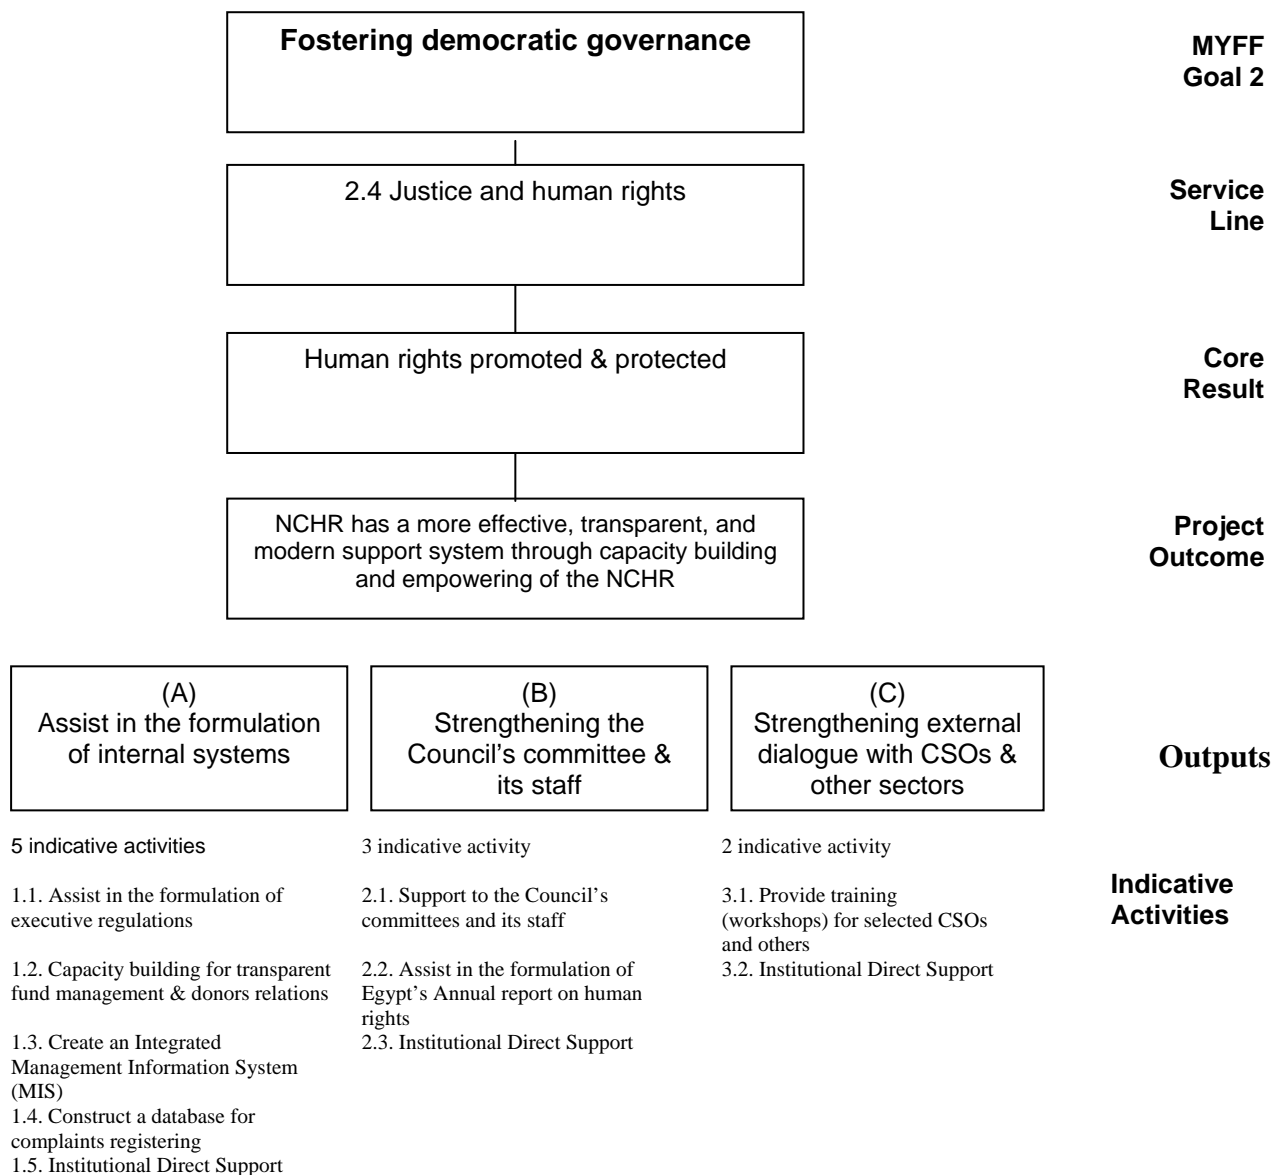 Fostering democratic governance
MYFF
Goal 2
2.4 Justice and human rights
Service
Line
Human rights promoted & protected
Core
Result
NCHR has a more effective, transparent, and
modern support system through capacity building
and empowering of the NCHR
Project
Outcome
(A)
Assist in the formulation
of internal systems
(B)
Strengthening the
Council’s committee &
its staff
(C)
Strengthening external
dialogue with CSOs &
other sectors
Outputs
5 indicative activities
1.1. Assist in the formulation of
executive regulations
1.2. Capacity building for transparent
fund management & donors relations
1.3. Create an Integrated
Management Information System
(MIS)
1.4. Construct a database for
complaints registering
1.5. Institutional Direct Support
3 indicative activity
2.1. Support to the Council’s
committees and its staff
2.2. Assist in the formulation of
Egypt’s Annual report on human
rights
2.3. Institutional Direct Support
2 indicative activity
3.1. Provide training
(workshops) for selected CSOs
and others
3.2. Institutional Direct Support
Indicative
Activities